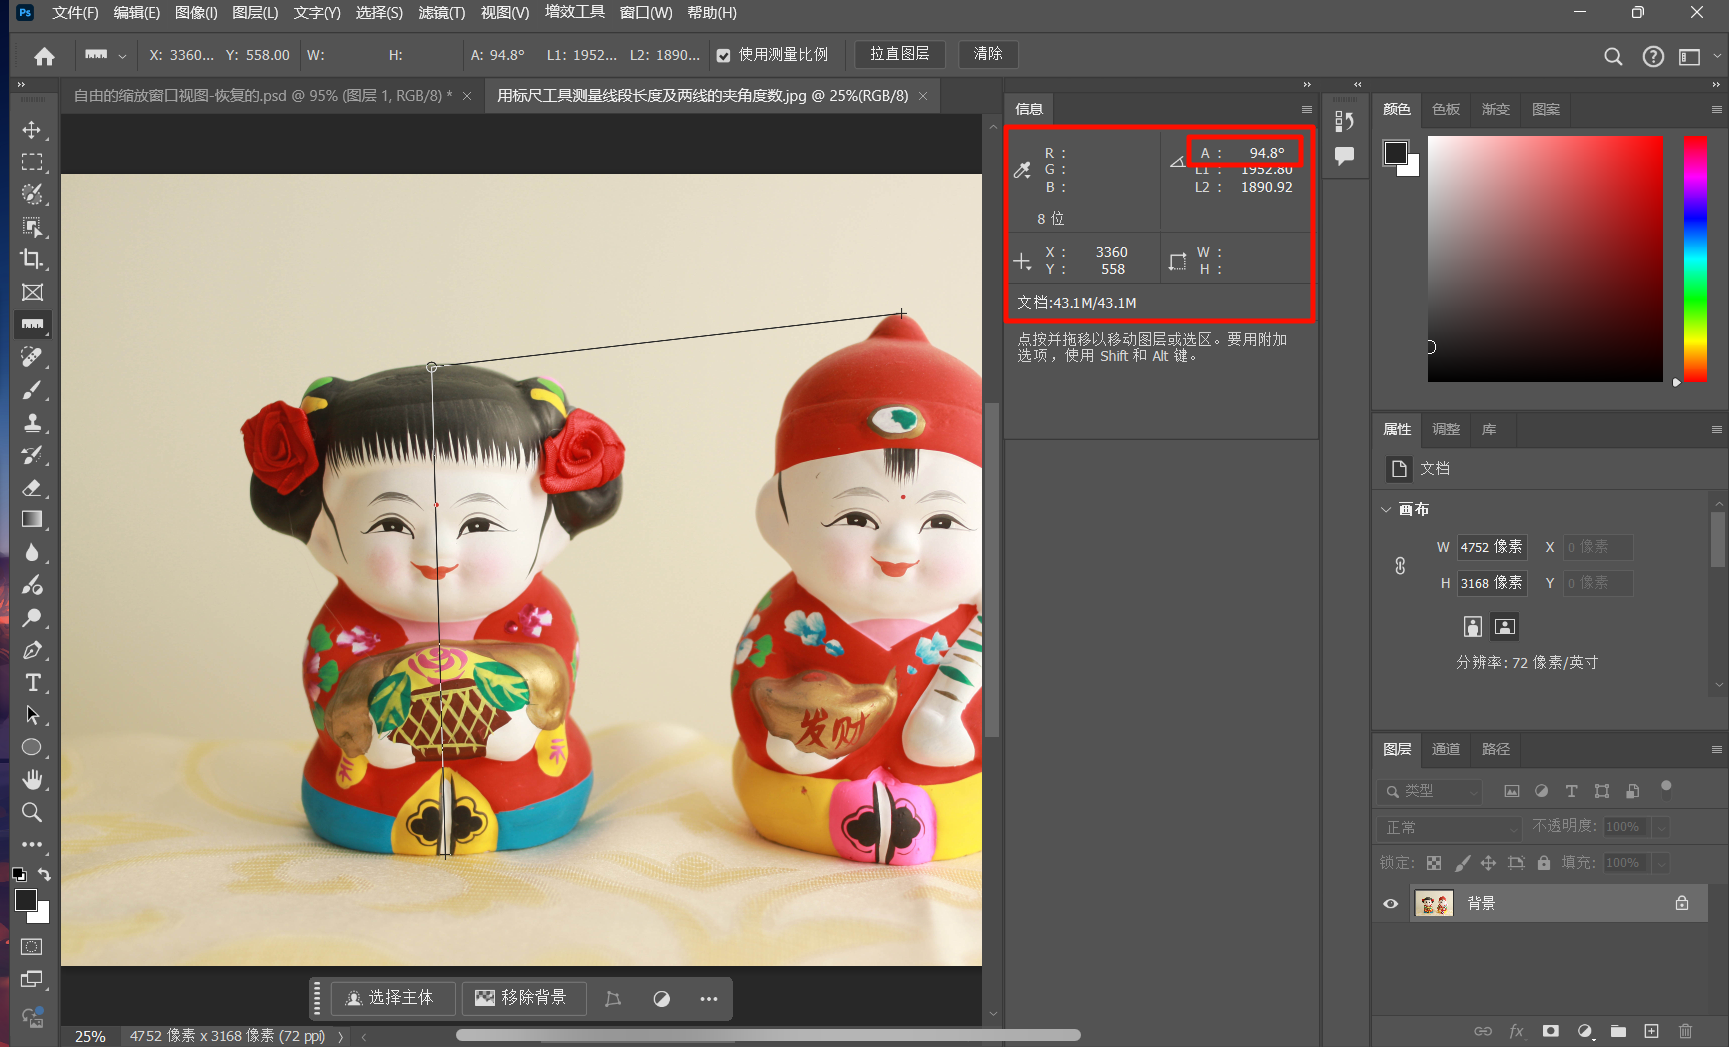 Ps 文件(F) 编辑(E) 图像(I) 图层(L) 文字(Y) 选择(S) 滤镜(T) 视图(V) 增效工具 窗口(W) 帮助(H)
X: 3360... Y: 558.00 W: H: A: 94.8° L1: 1952... L2: 1890... 使用测量比例 拉直图层 清除
自由的缩放窗口视图-恢复的.psd @ 95% (图层 1, RGB/8) * ×
用标尺工具测量线段长度及两线的夹角度数.jpg @ 25%(RGB/8) ×
信息
R :
G :
B :
8 位
A : 94.8°
L1 : 1952.80
L2 : 1890.92
X : 3360
Y : 558
W :
H :
文档:43.1M/43.1M
点按并拖移以移动图层或选区。要用附加
选项，使用 Shift 和 Alt 键。
发财
颜色 色板 渐变 图案
属性 调整 库
文档
画布
W 4752 像素 X 0 像素
H 3168 像素 Y 0 像素
分辨率: 72 像素/英寸
图层 通道 路径
类型
正常 不透明度: 100%
锁定: 填充: 100%
背景
fx
选择主体 移除背景
25% 4752 像素 x 3168 像素 (72 ppi)